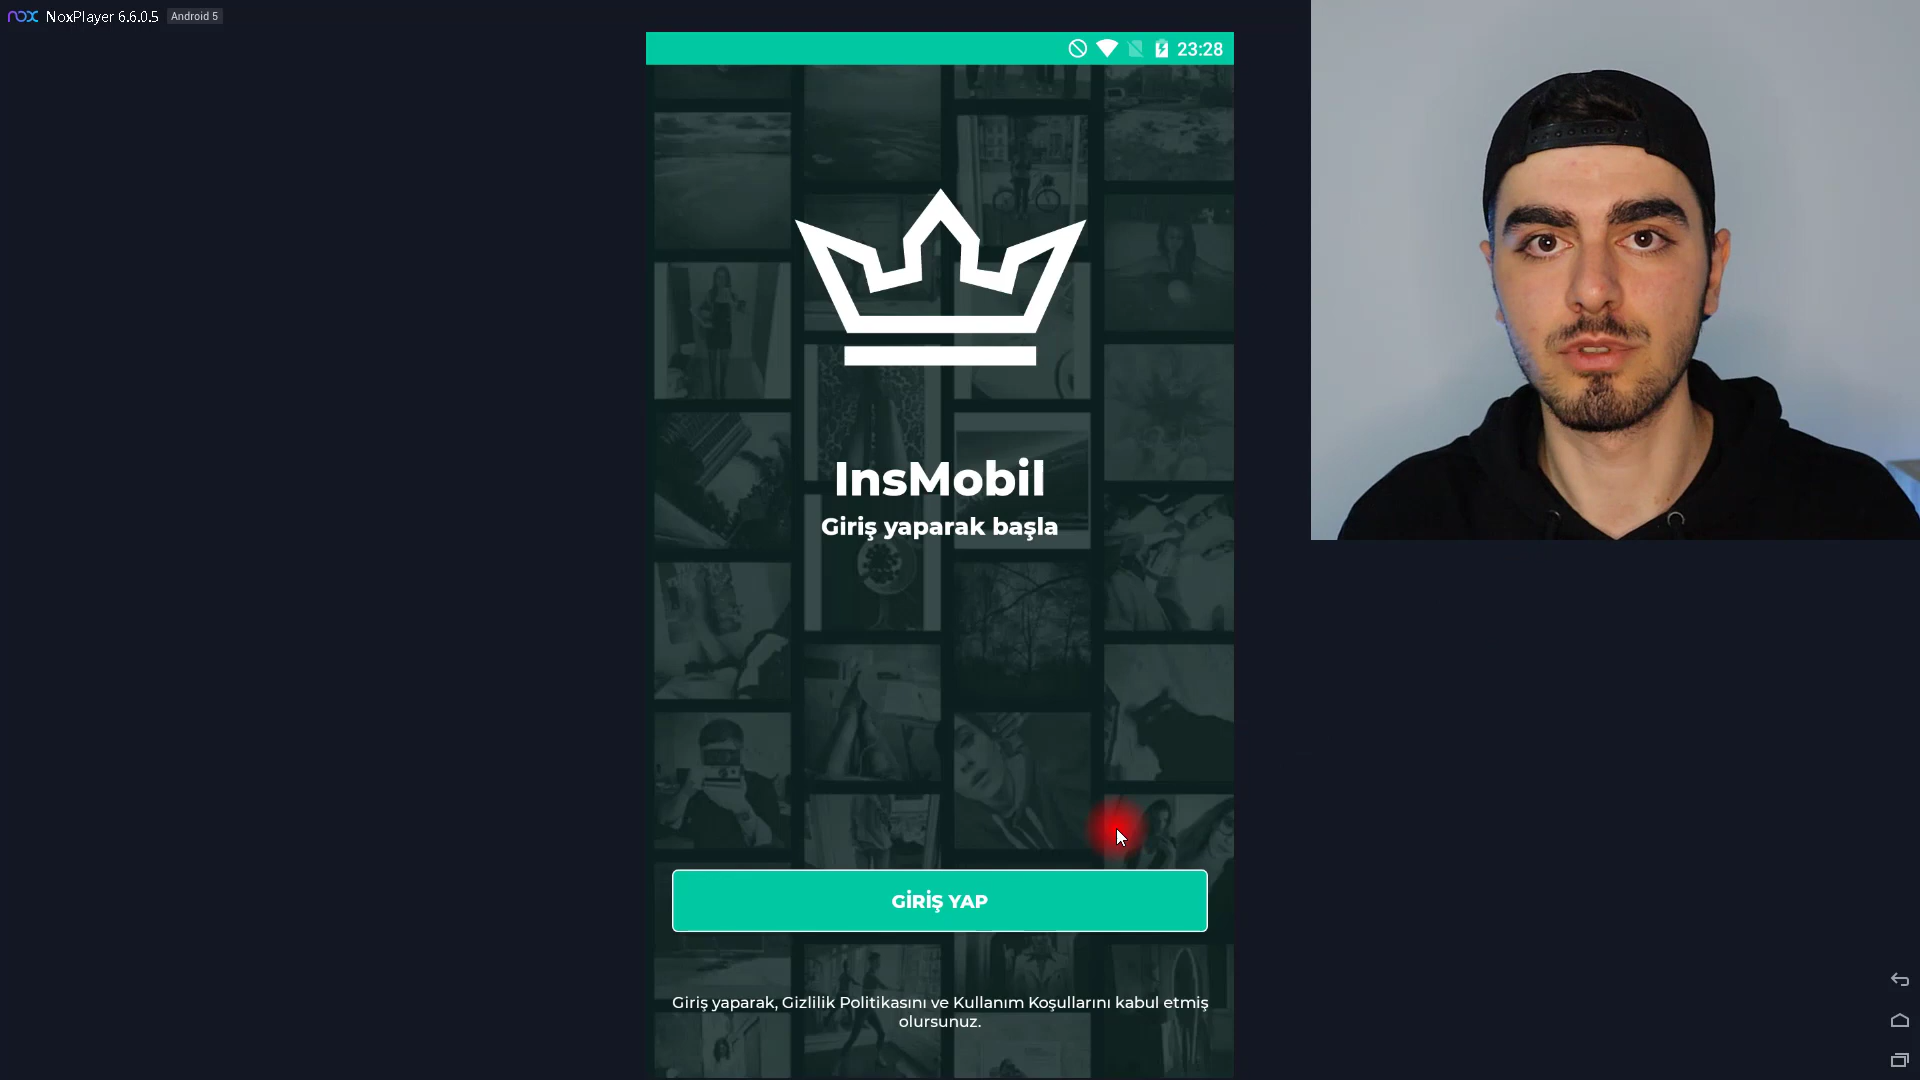 nox NoxPlayer 6.6.0.5 Android 5
23:28
InsMobil
Giriş yaparak başla
GİRİŞ YAP
Giriş yaparak, Gizlilik Politikasını ve Kullanım Koşullarını kabul etmiş
olursunuz.